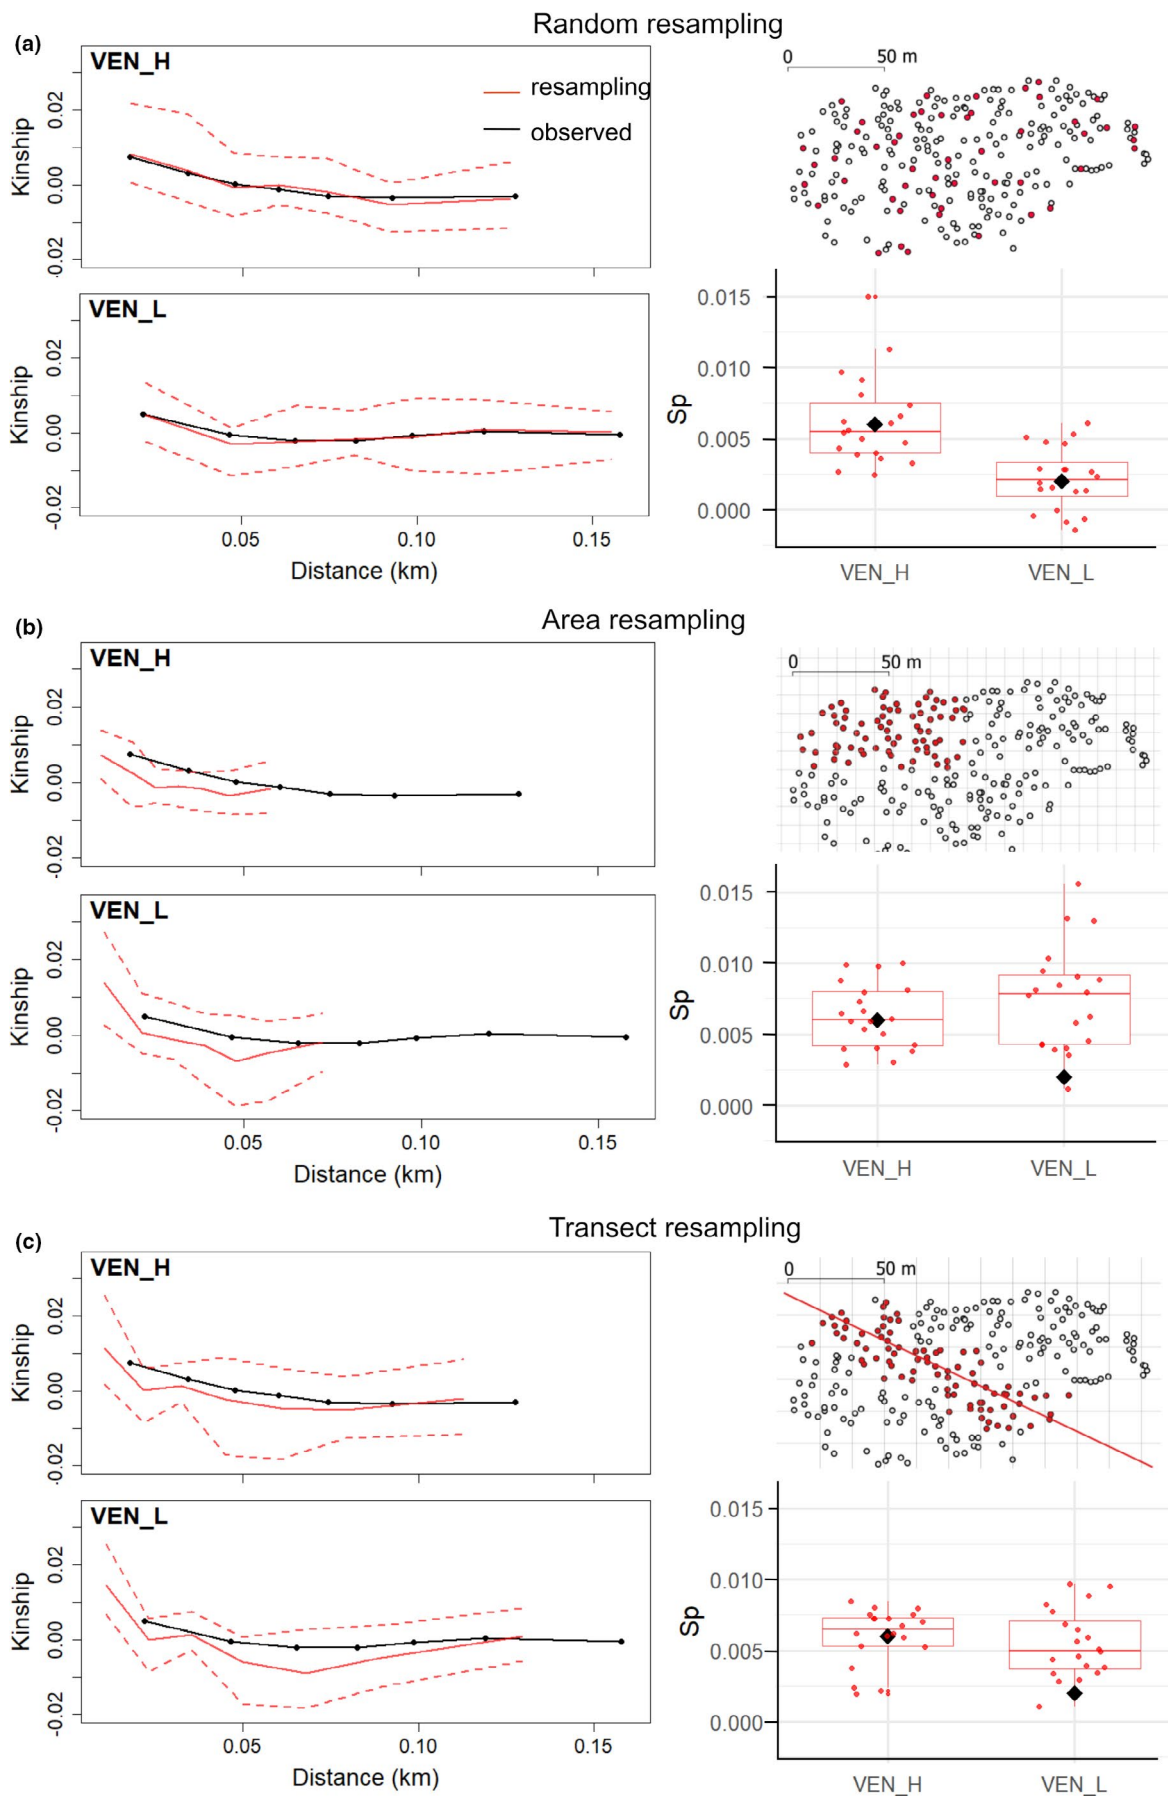 Random resampling
(a)
VEN_H
resampling
observed
Kinship
0.02
0.00
-0.02
0 50 m
VEN_L
Kinship
0.02
0.00
-0.02
0.05 0.10 0.15
Distance (km)
Sp
0.015
0.010
0.005
0.000
VEN_H VEN_L
Area resampling
(b)
VEN_H
Kinship
0.02
0.00
-0.02
0 50 m
VEN_L
Kinship
0.02
0.00
-0.02
0.05 0.10 0.15
Distance (km)
Sp
0.015
0.010
0.005
0.000
VEN_H VEN_L
Transect resampling
(c)
VEN_H
Kinship
0.02
0.00
-0.02
0 50 m
VEN_L
Kinship
0.02
0.00
-0.02
0.05 0.10 0.15
Distance (km)
Sp
0.015
0.010
0.005
0.000
VEN_H VEN_L